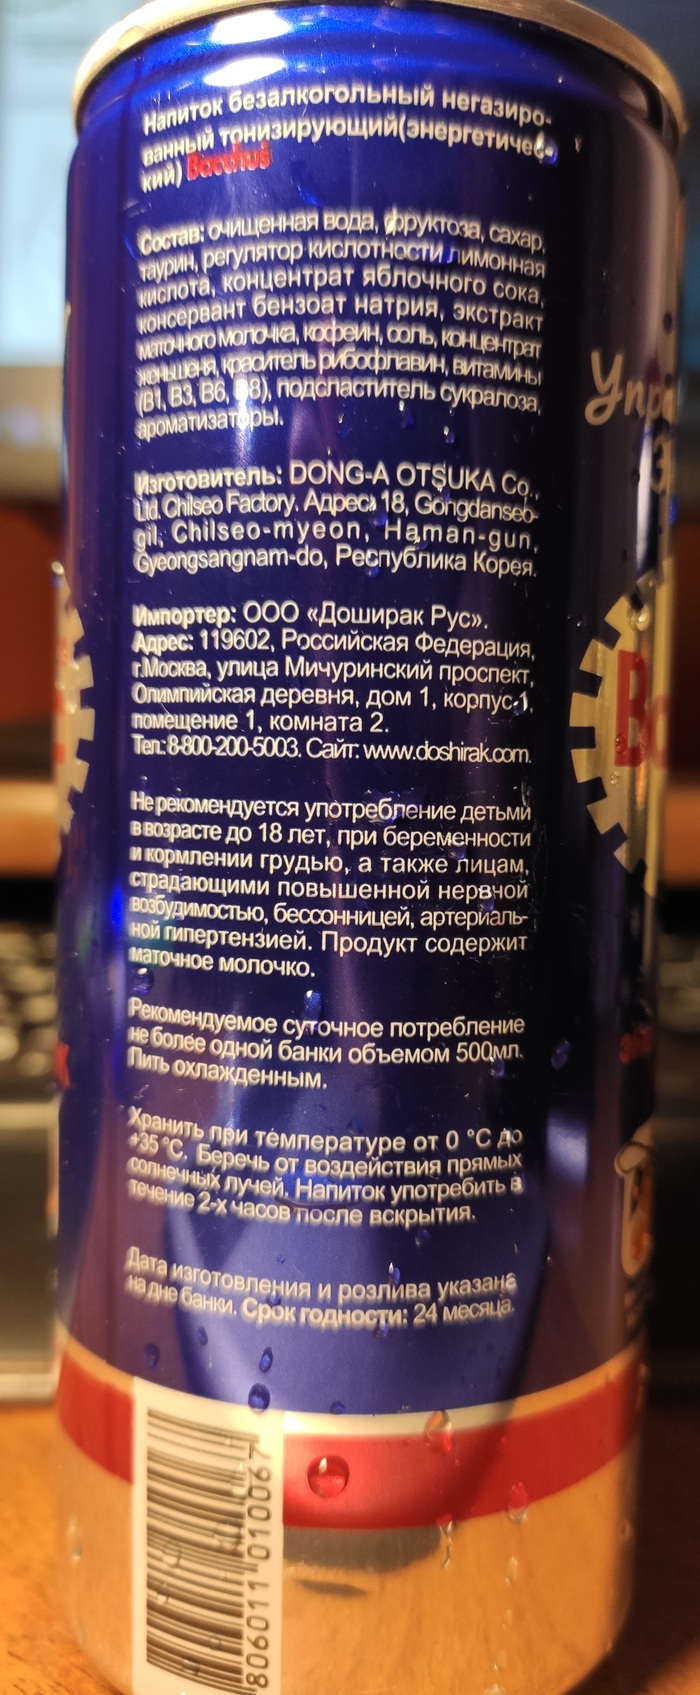 Напиток безалкогольный негазиро-
ванный тонизирующий(энергетичес-
кий) Bacchus
Состав: очищенная вода, фруктоза, сахар,
таурин, регулятор кислотности лимонная
кислота, концентрат яблочного сока,
консервант бензоат натрия, экстракт
маточного молочка, кофеин, соль, концентрат
женьшеня, краситель рибофлавин, витамины
(B1, B3, B6, B8), подсластитель сукралоза,
ароматизаторы.
Изготовитель: DONG-A OTSUKA Co.,
Ltd. Chilseo Factory. Адрес: 18, Gongdanseo-
gil, Chilseo-myeon, Haman-gun,
Gyeongsangnam-do, Республика Корея.
Импортер: ООО «Доширак Рус».
Адрес: 119602, Российская Федерация,
г.Москва, улица Мичуринский проспект,
Олимпийская деревня, дом 1, корпус 1,
помещение 1, комната 2.
Тел.: 8-800-200-5003. Сайт: www.doshirak.com.
Не рекомендуется употребление детьми
в возрасте до 18 лет, при беременности
и кормлении грудью, а также лицам,
страдающими повышенной нервной
возбудимостью, бессонницей, артериаль-
ной гипертензией. Продукт содержит
маточное молочко.
Рекомендуемое суточное потребление
не более одной банки объемом 500мл.
Пить охлажденным.
Хранить при температуре от 0 °C до
+35 °C. Беречь от воздействия прямых
солнечных лучей. Напиток употребить в
течение 2-х часов после вскрытия.
Дата изготовления и розлива указана
на дне банки. Срок годности: 24 месяца.
806011 010067